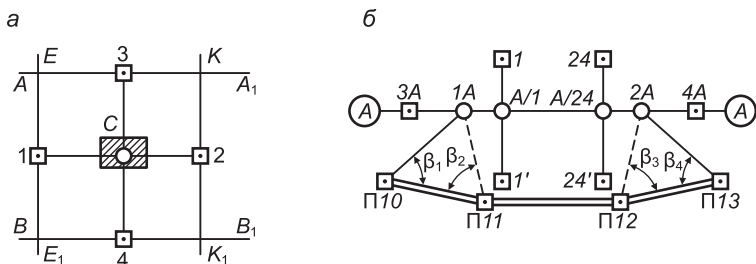 а
E
3
K
A
A₁
C
1
2
B
B₁
E₁
4
K₁
б
1
24
3A
1A
A/1
A/24
2A
4A
A
A
β₁
β₂
1'
24'
β₃
β₄
П10
П11
П12
П13